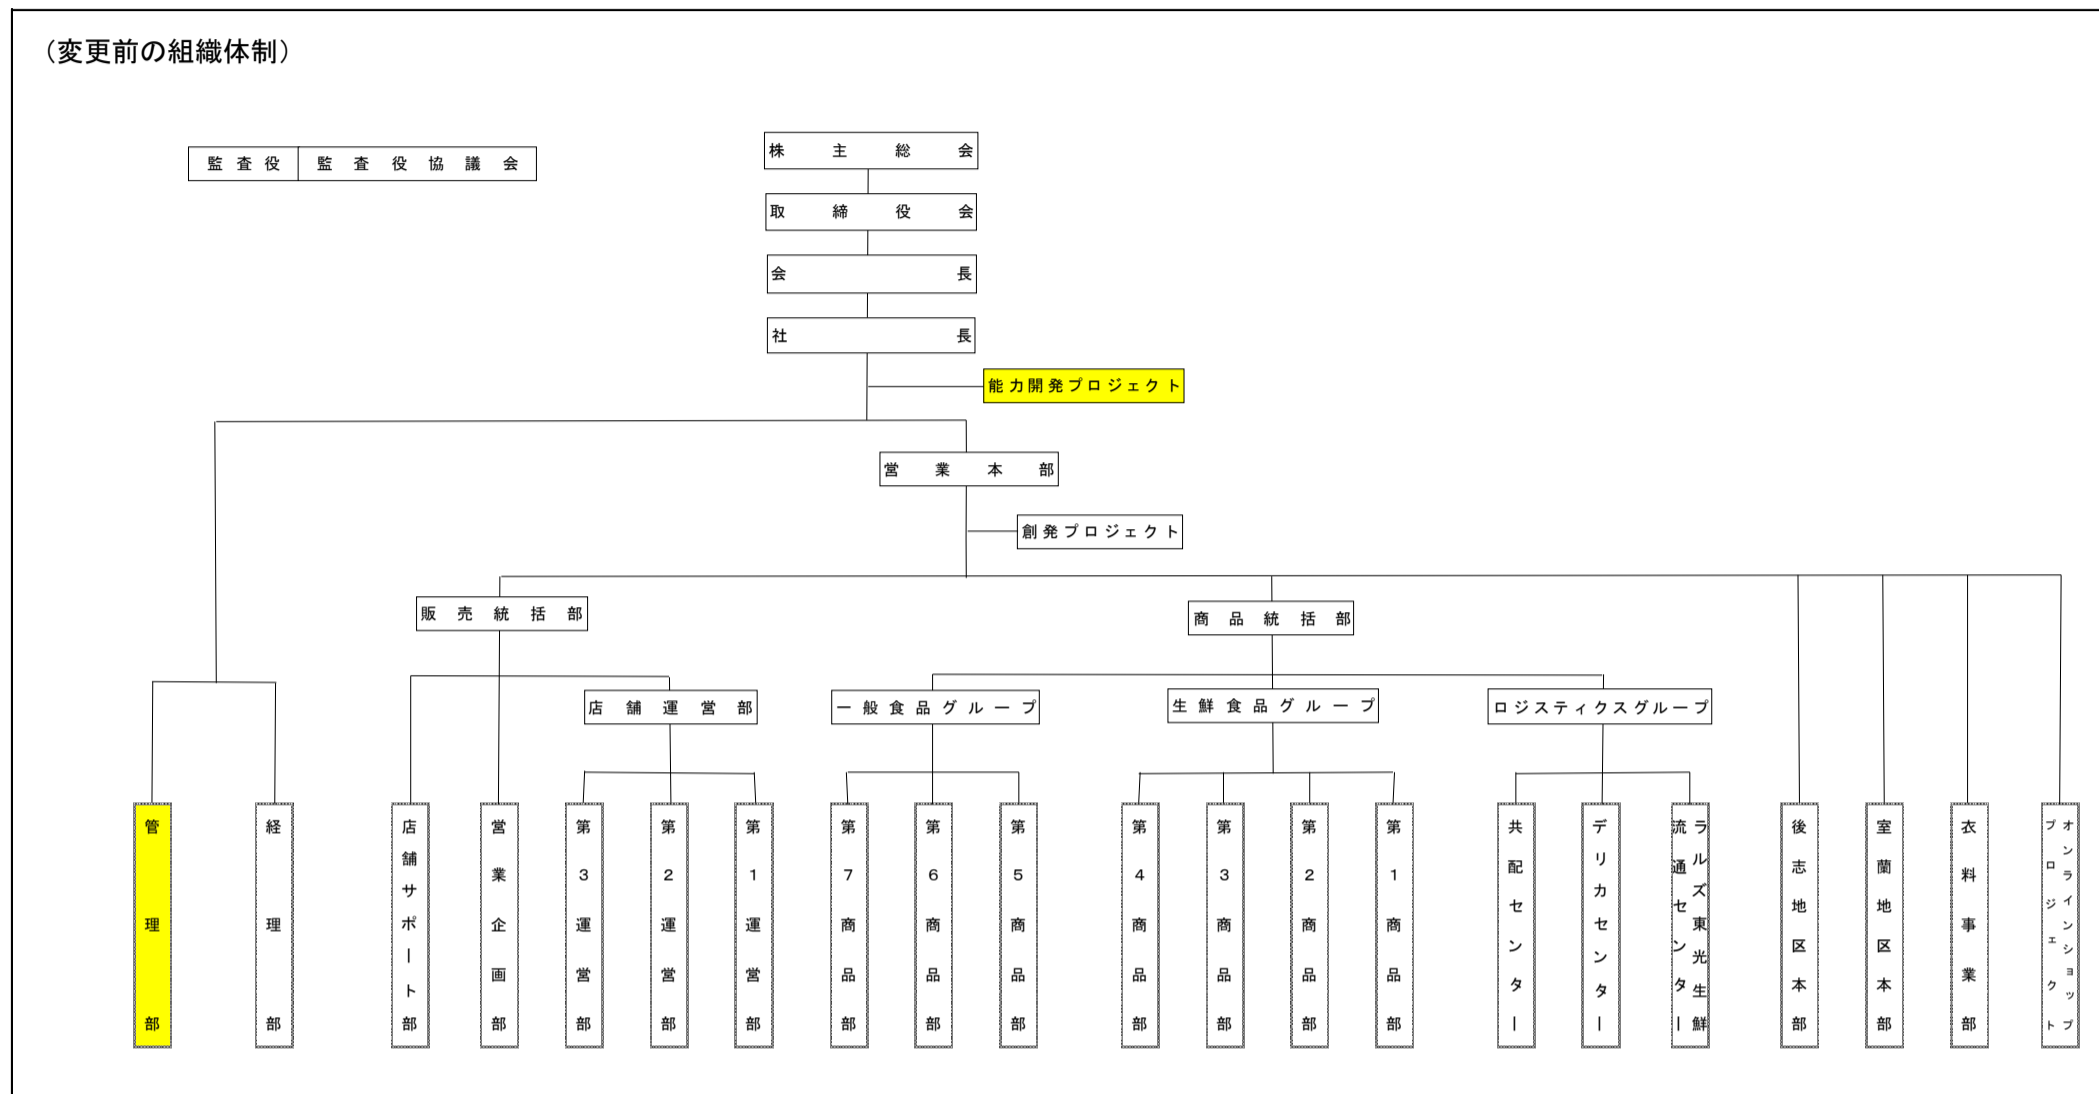 （変更前の組織体制）
監査役 監査役協議会
株主総会
取締役会
会長
社長
能力開発プロジェクト
営業本部
創発プロジェクト
販売統括部
商品統括部
店舗運営部
一般食品グループ
生鮮食品グループ
ロジスティクスグループ
管理部
経理部
店舗サポート部
営業企画部
第３運営部
第２運営部
第１運営部
第７商品部
第６商品部
第５商品部
第４商品部
第３商品部
第２商品部
第１商品部
共配センター
デリカセンター
ラルズ東光生鮮
流通センター
後志地区本部
室蘭地区本部
衣料事業部
オンラインショップ
プロジェクト